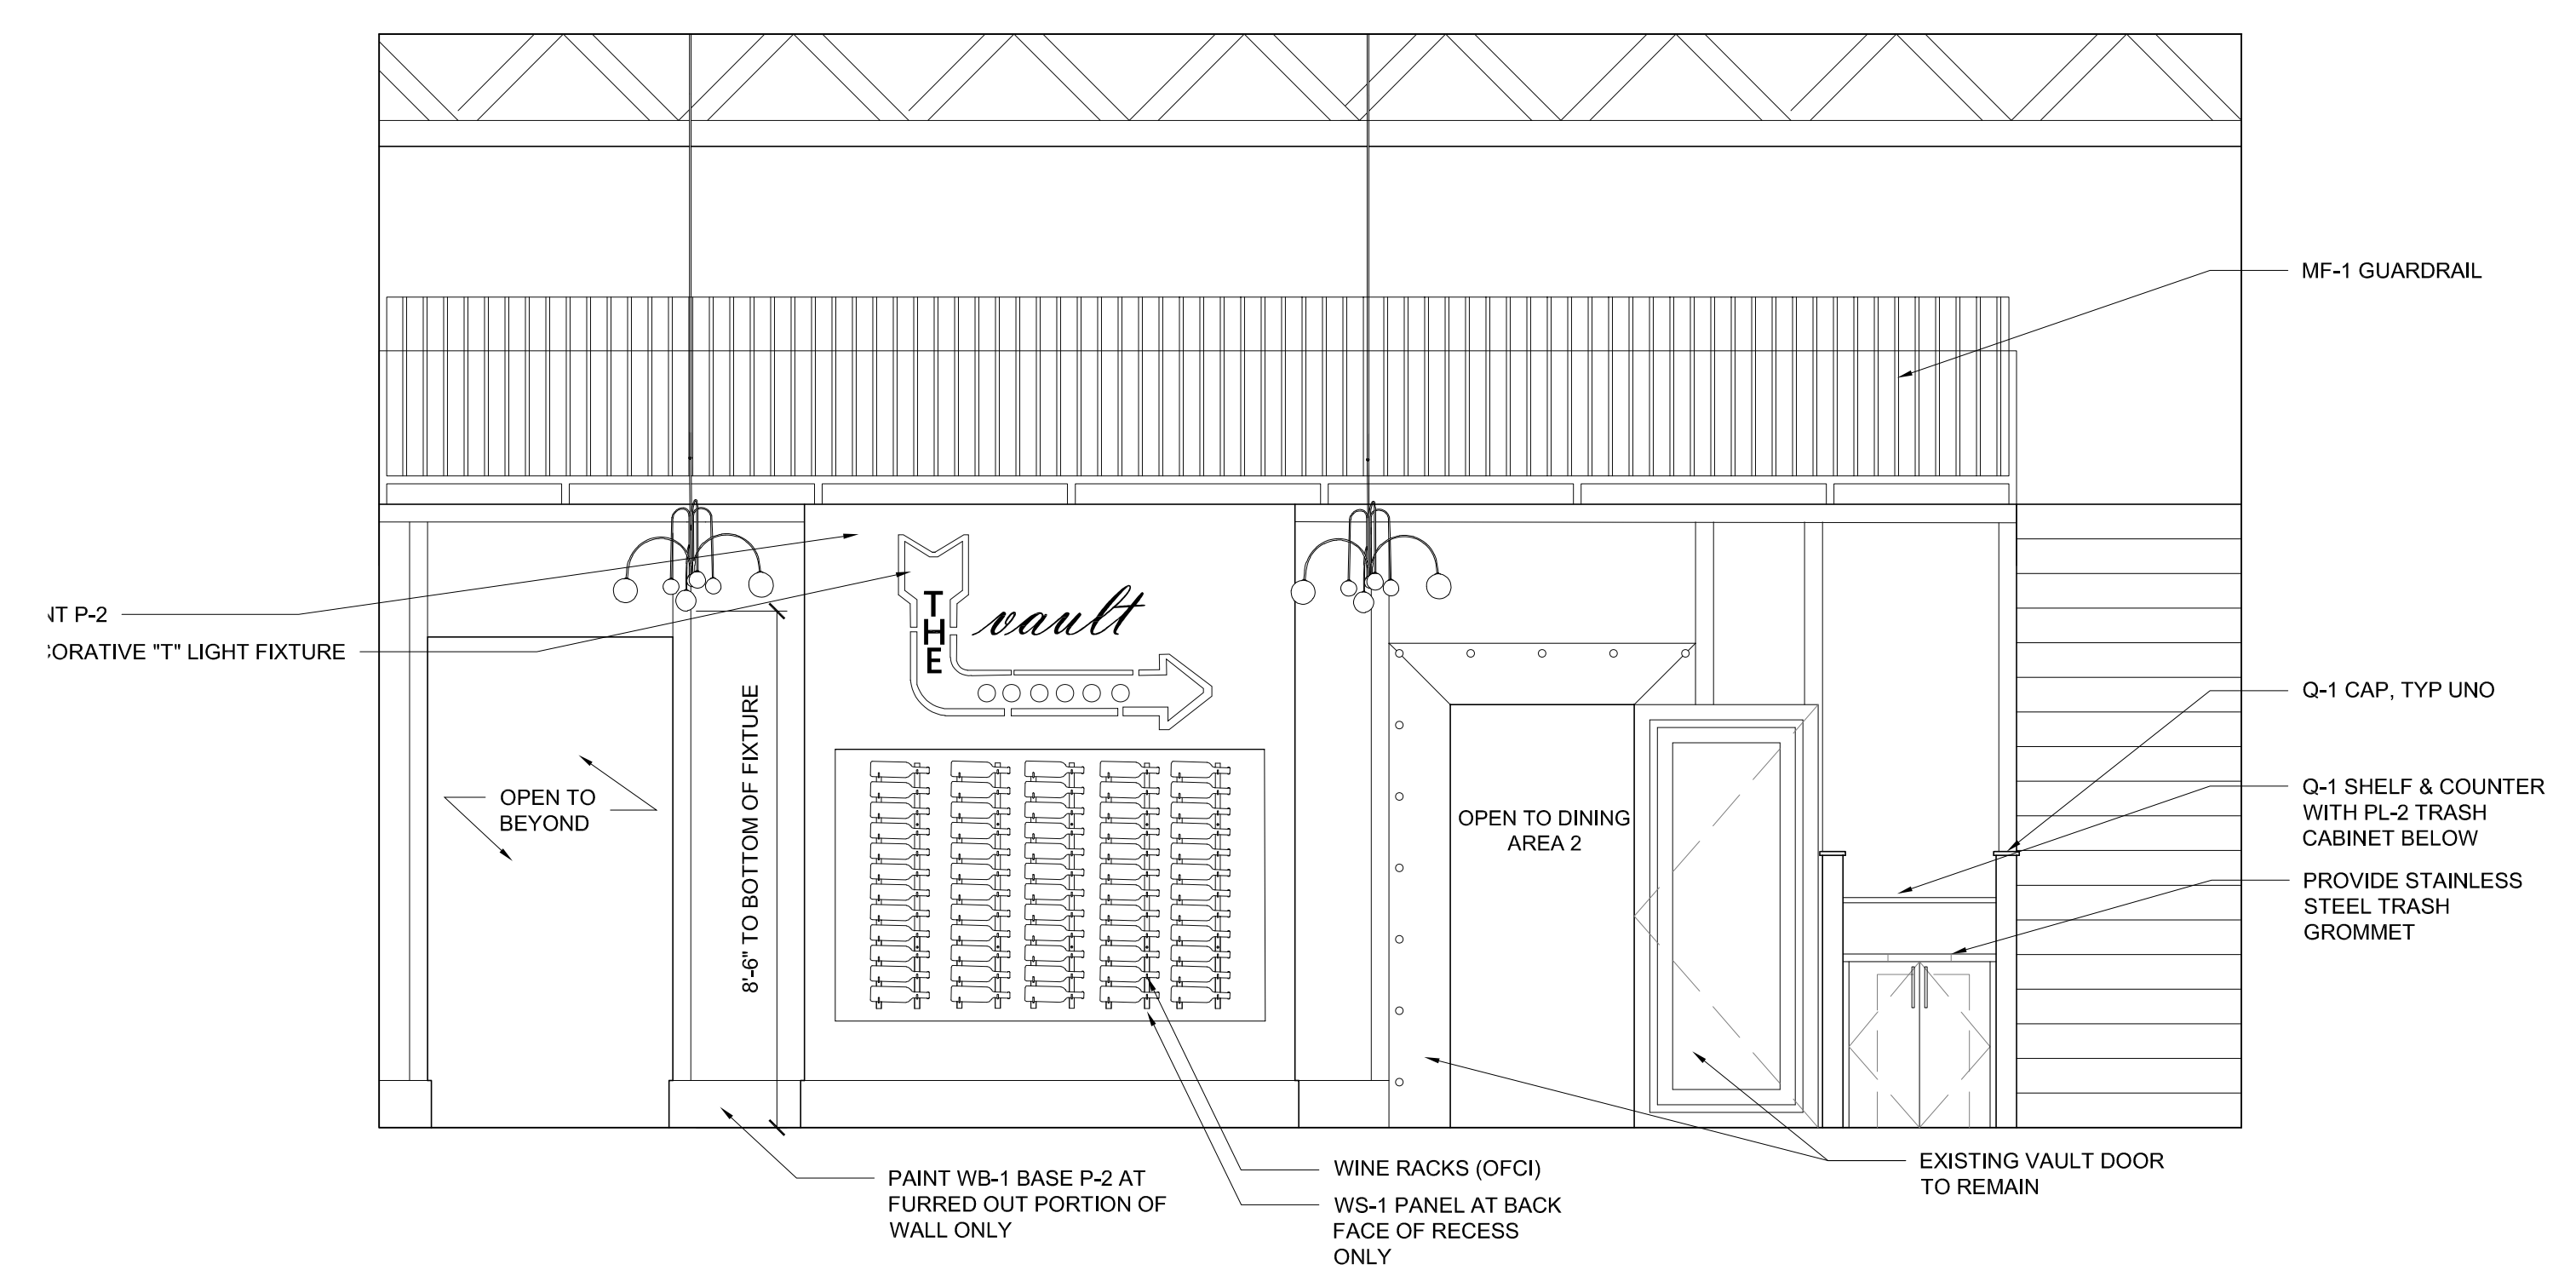 MF-1 GUARDRAIL
NT P-2
CORATIVE "T" LIGHT FIXTURE
THE
vault
8'-6" TO BOTTOM OF FIXTURE
OPEN TO
BEYOND
OPEN TO DINING
AREA 2
Q-1 CAP, TYP UNO
Q-1 SHELF & COUNTER
WITH PL-2 TRASH
CABINET BELOW
PROVIDE STAINLESS
STEEL TRASH
GROMMET
PAINT WB-1 BASE P-2 AT
FURRED OUT PORTION OF
WALL ONLY
WINE RACKS (OFCI)
WS-1 PANEL AT BACK
FACE OF RECESS
ONLY
EXISTING VAULT DOOR
TO REMAIN